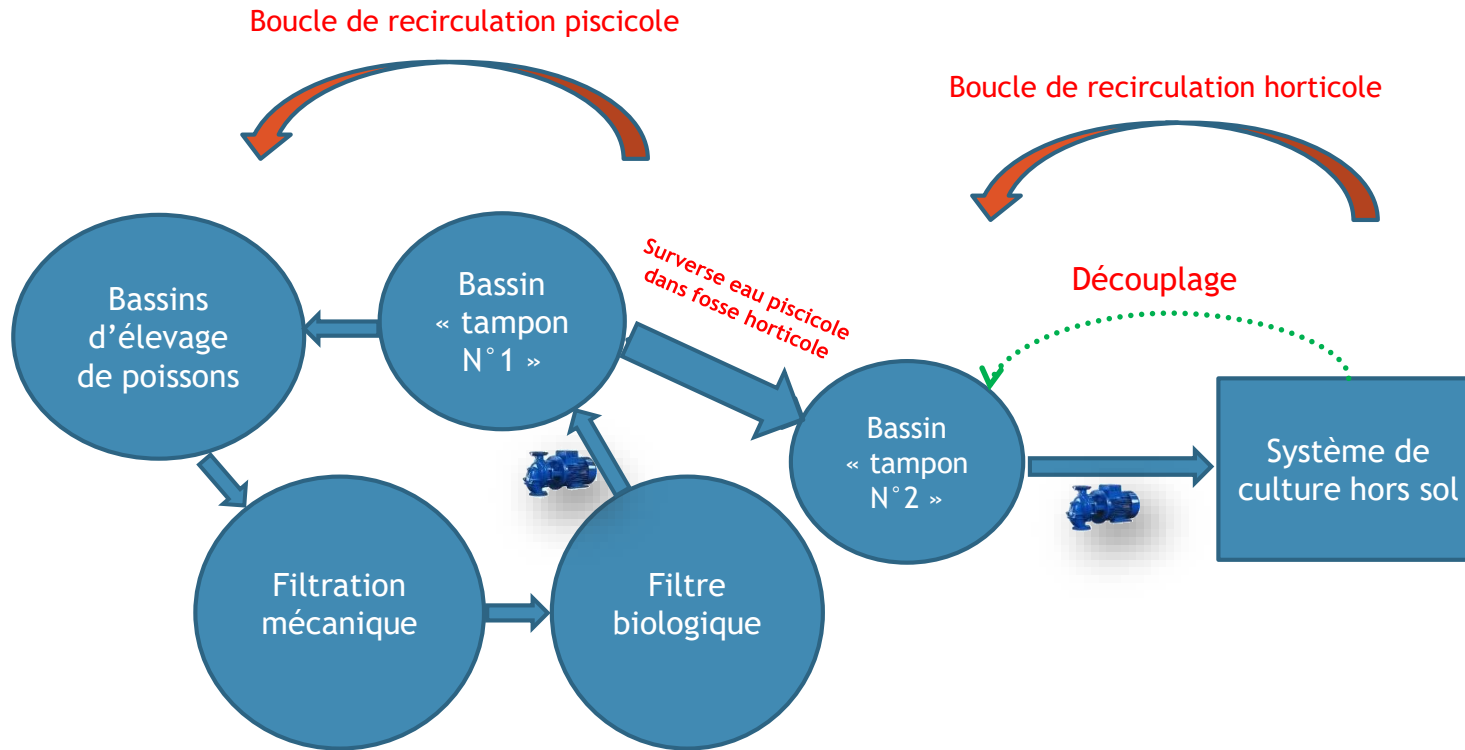 Boucle de recirculation piscicole
Boucle de recirculation horticole
Surverse eau piscicole
dans fosse horticole
Découplage
Bassins
d’élevage
de poissons
Bassin
« tampon
N°1 »
Bassin
« tampon
N°2 »
Système de
culture hors sol
Filtration
mécanique
Filtre
biologique